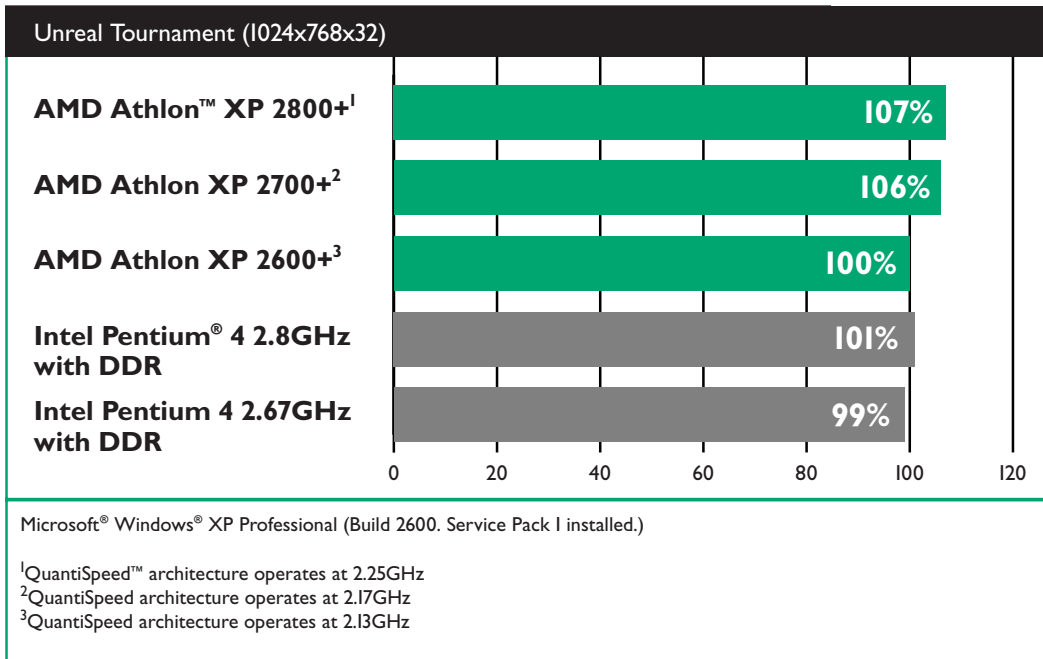 Unreal Tournament (1024x768x32)
AMD Athlon™ XP 2800+¹
107%
AMD Athlon XP 2700+²
106%
AMD Athlon XP 2600+³
100%
Intel Pentium® 4 2.8GHz
with DDR
101%
Intel Pentium 4 2.67GHz
with DDR
99%
0 20 40 60 80 100 120
Microsoft® Windows® XP Professional (Build 2600. Service Pack 1 installed.)
¹QuantiSpeed™ architecture operates at 2.25GHz
²QuantiSpeed architecture operates at 2.17GHz
³QuantiSpeed architecture operates at 2.13GHz